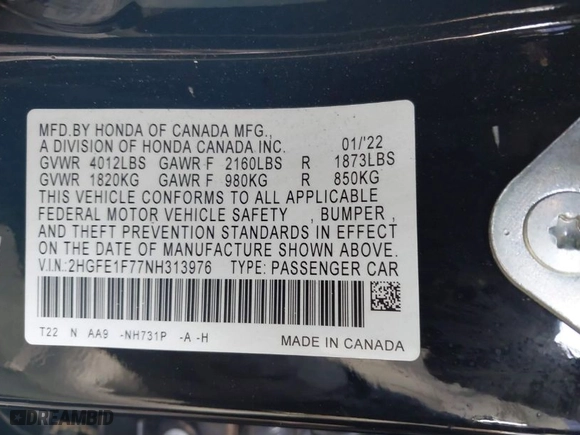 MFD.BY HONDA OF CANADA MFG.,
A DIVISION OF HONDA CANADA INC. 01/'22
GVWR 4012LBS GAWR F 2160LBS R 1873LBS
GVWR 1820KG GAWR F 980KG R 850KG
THIS VEHICLE CONFORMS TO ALL APPLICABLE
FEDERAL MOTOR VEHICLE SAFETY , BUMPER ,
AND THEFT PREVENTION STANDARDS IN EFFECT
ON THE DATE OF MANUFACTURE SHOWN ABOVE.
V.I.N.:2HGFE1F77NH313976 TYPE: PASSENGER CAR
T22 N AA9 -NH731P -A -H
MADE IN CANADA
DREAMBID